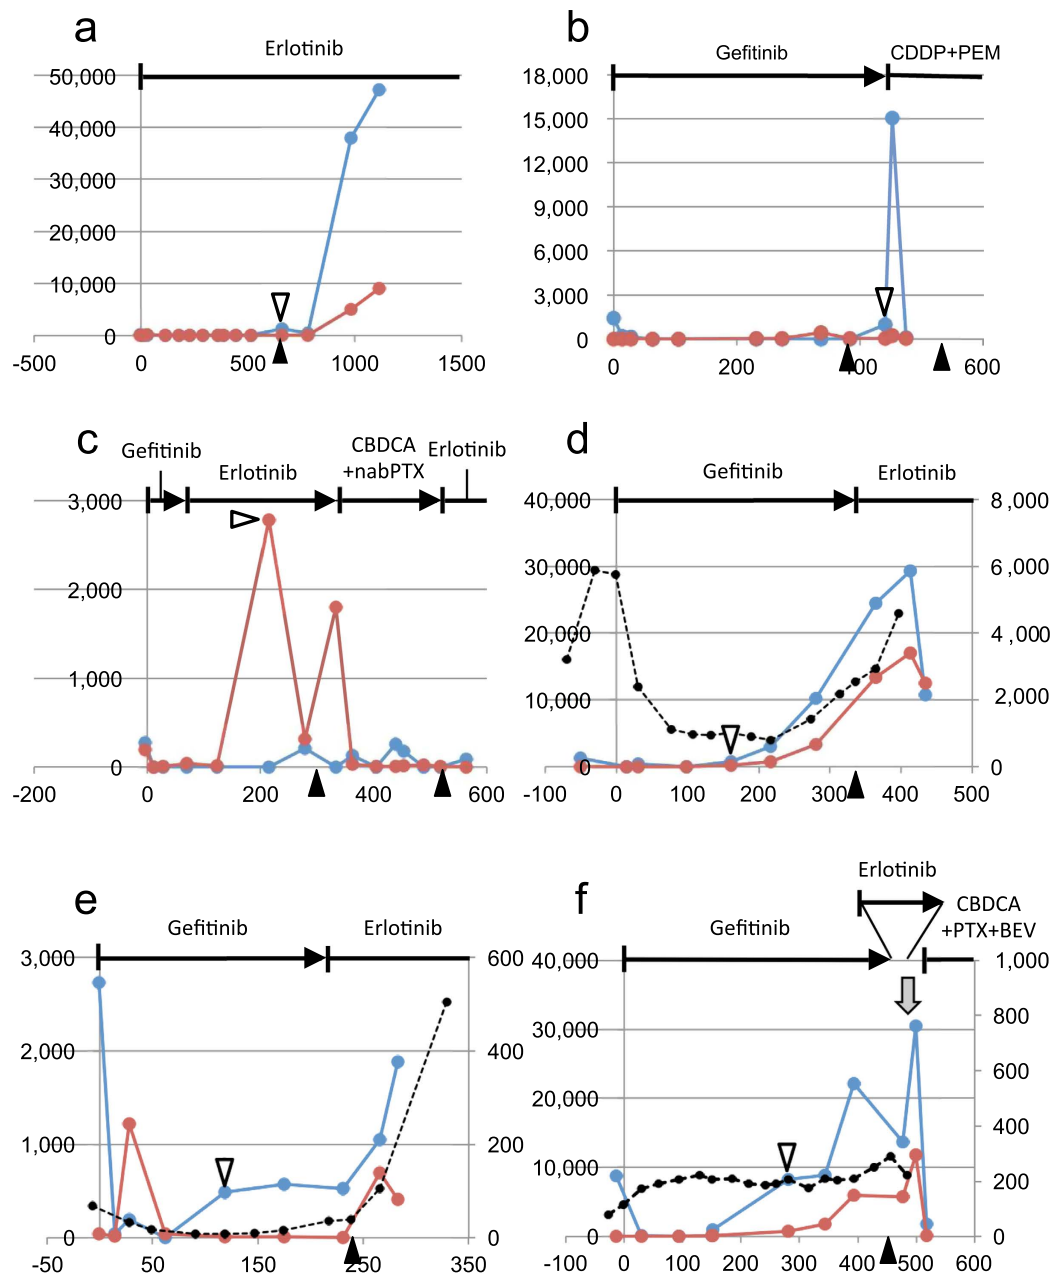 a
Erlotinib
50,000
40,000
30,000
20,000
10,000
0
-500 0 500 1000 1500
b
Gefitinib CDDP+PEM
18,000
15,000
12,000
9,000
6,000
3,000
0
0 200 400 600
c
Gefitinib Erlotinib CBDCA +nabPTX Erlotinib
3,000
2,000
1,000
0
-200 0 200 400 600
d
Gefitinib Erlotinib
40,000 8,000
30,000 6,000
20,000 4,000
10,000 2,000
0 0
-100 0 100 200 300 400 500
e
Gefitinib Erlotinib
3,000 600
2,000 400
1,000 200
0 0
-50 50 150 250 350
f
Erlotinib
Gefitinib CBDCA
+PTX+BEV
40,000 1,000
800
30,000
600
20,000
400
10,000 200
0 0
-100 0 100 200 300 400 500 600